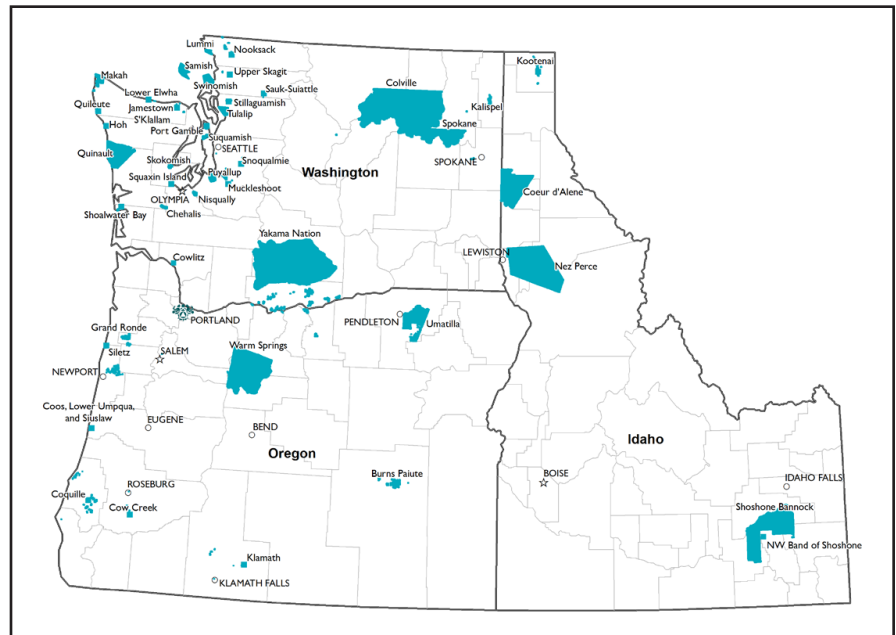 Lummi
Nooksack
Kootenai
Samish
Upper Skagit
Makah
Swinomish
Colville
Lower Elwha
Sauk-Suiattle
Quileute
Jamestown
S'Klallam
Stillaguamish
Tulalip
Kalispel
Hoh
Port Gamble
Spokane
Suquamish
SEATTLE
Quinault
Skokomish
Snoqualmie
SPOKANE
Washington
Squaxin Island
Puyallup
Muckleshoot
Coeur d'Alene
OLYMPIA
Nisqually
Shoalwater Bay
Chehalis
Yakama Nation
Cowlitz
LEWISTON
Nez Perce
PORTLAND
PENDLETON
Umatilla
Grand Ronde
Siletz
SALEM
Warm Springs
NEWPORT
Coos, Lower Umpqua,
and Siuslaw
EUGENE
BEND
Oregon
Idaho
Burns Paiute
BOISE
ROSEBURG
IDAHO FALLS
Coquille
Cow Creek
Shoshone Bannock
NW Band of Shoshone
Klamath
KLAMATH FALLS